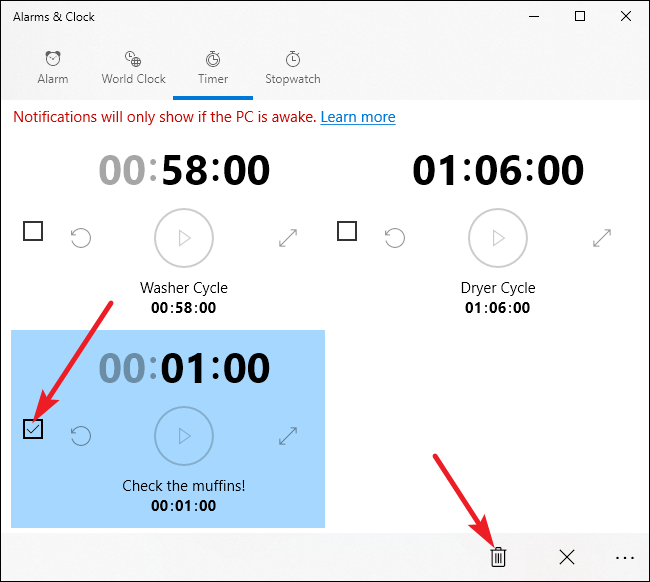 Alarms & Clock
Alarm
World Clock
Timer
Stopwatch
Notifications will only show if the PC is awake. Learn more
00:58:00
01:06:00
Washer Cycle
00:58:00
Dryer Cycle
01:06:00
00:01:00
Check the muffins!
00:01:00